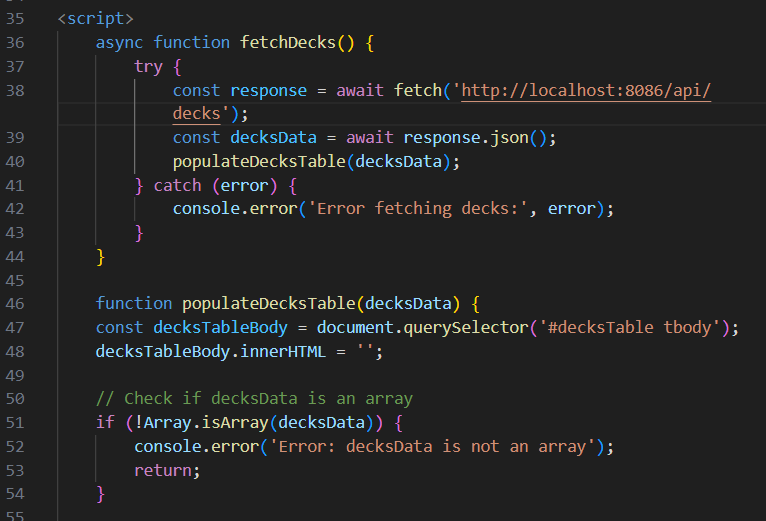 35 <script>
36 async function fetchDecks() {
37 try {
38 const response = await fetch('http://localhost:8086/api/
decks');
39 const decksData = await response.json();
40 populateDecksTable(decksData);
41 } catch (error) {
42 console.error('Error fetching decks:', error);
43 }
44 }
45
46 function populateDecksTable(decksData) {
47 const decksTableBody = document.querySelector('#decksTable tbody');
48 decksTableBody.innerHTML = '';
49
50 // Check if decksData is an array
51 if (!Array.isArray(decksData)) {
52 console.error('Error: decksData is not an array');
53 return;
54 }
55